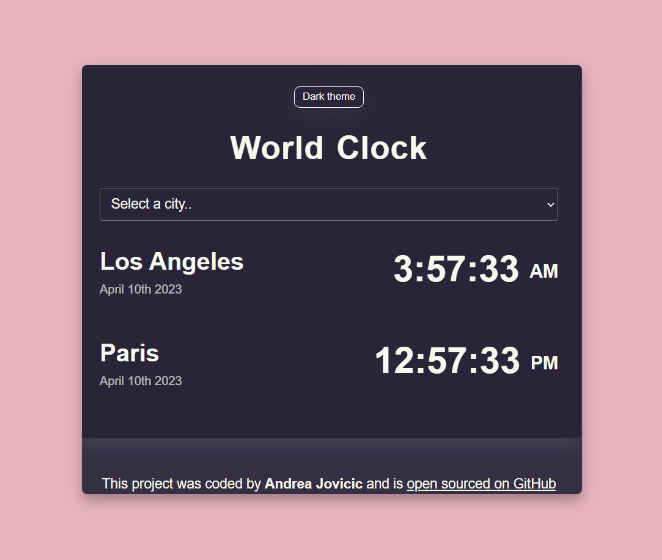 Dark theme
World Clock
Select a city..
Los Angeles
3:57:33 AM
April 10th 2023
Paris
12:57:33 PM
April 10th 2023
This project was coded by Andrea Jovicic and is open sourced on GitHub